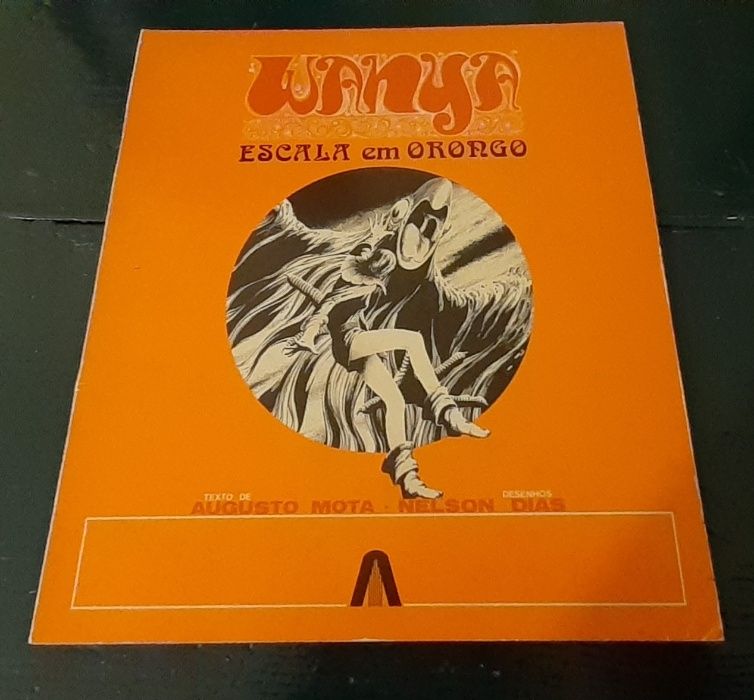 WANYA
ESCALA em ORONGO
TEXTO DE DESENHOS
AUGUSTO MOTA · NELSON DIAS